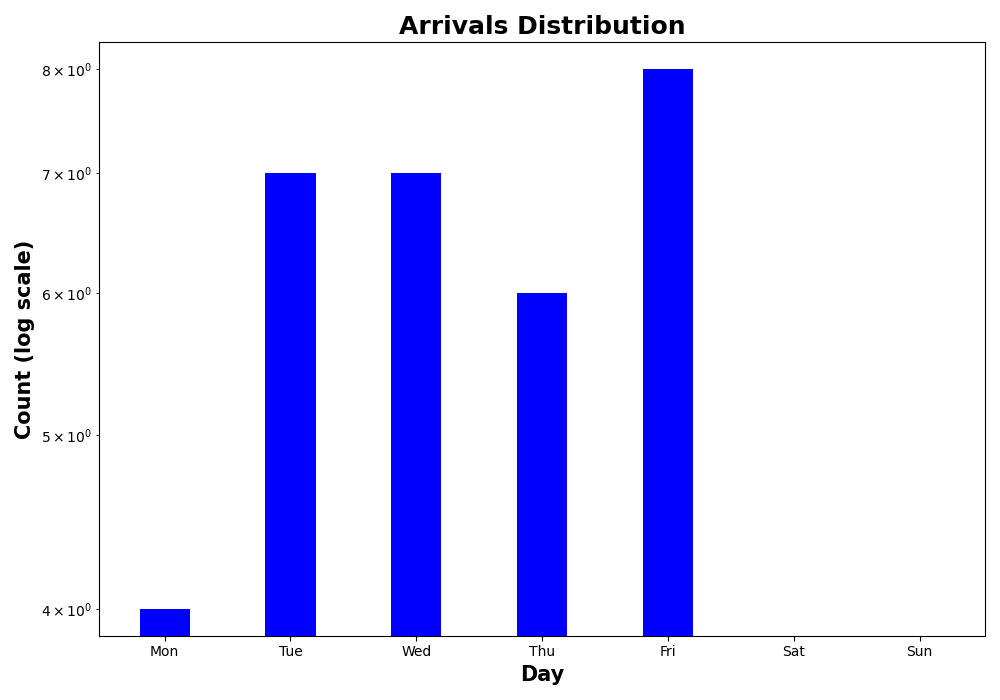 Arrivals Distribution
8 × 10⁰
7 × 10⁰
6 × 10⁰
5 × 10⁰
4 × 10⁰
Count (log scale)
Mon Tue Wed Thu Fri Sat Sun
Day